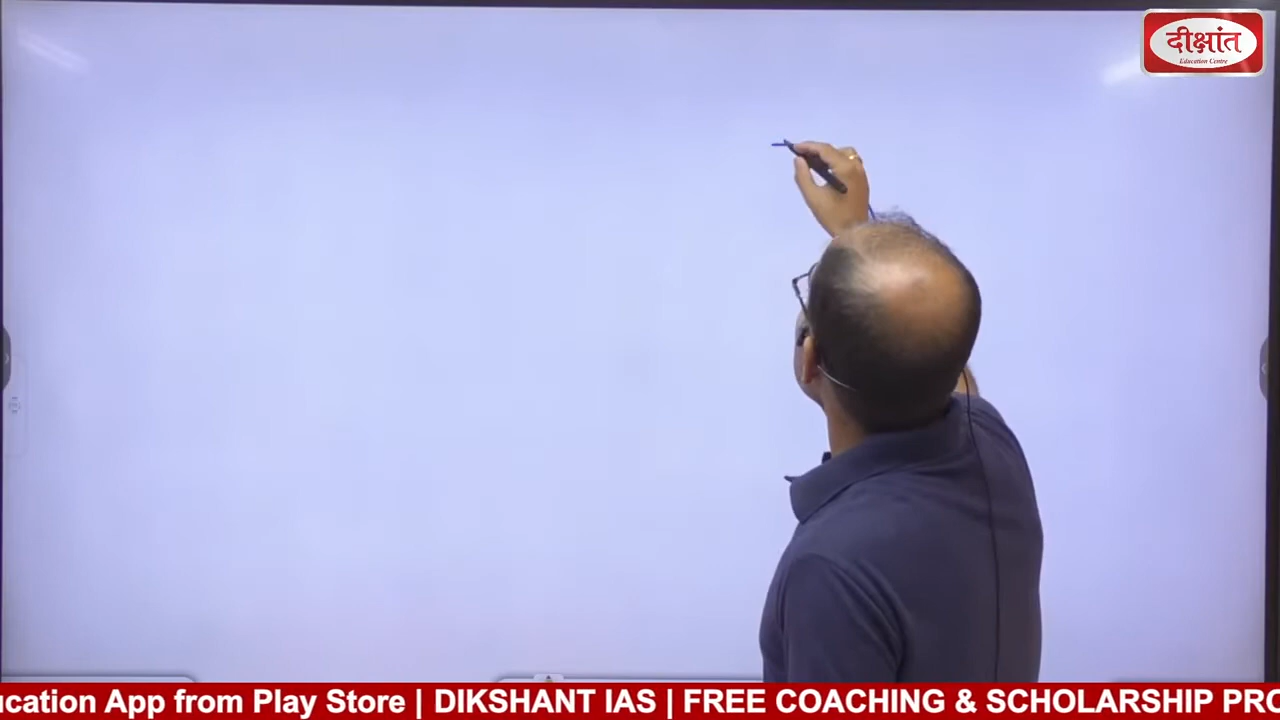 दीक्षांत
Education Centre
ucation App from Play Store | DIKSHANT IAS | FREE COACHING & SCHOLARSHIP PRO